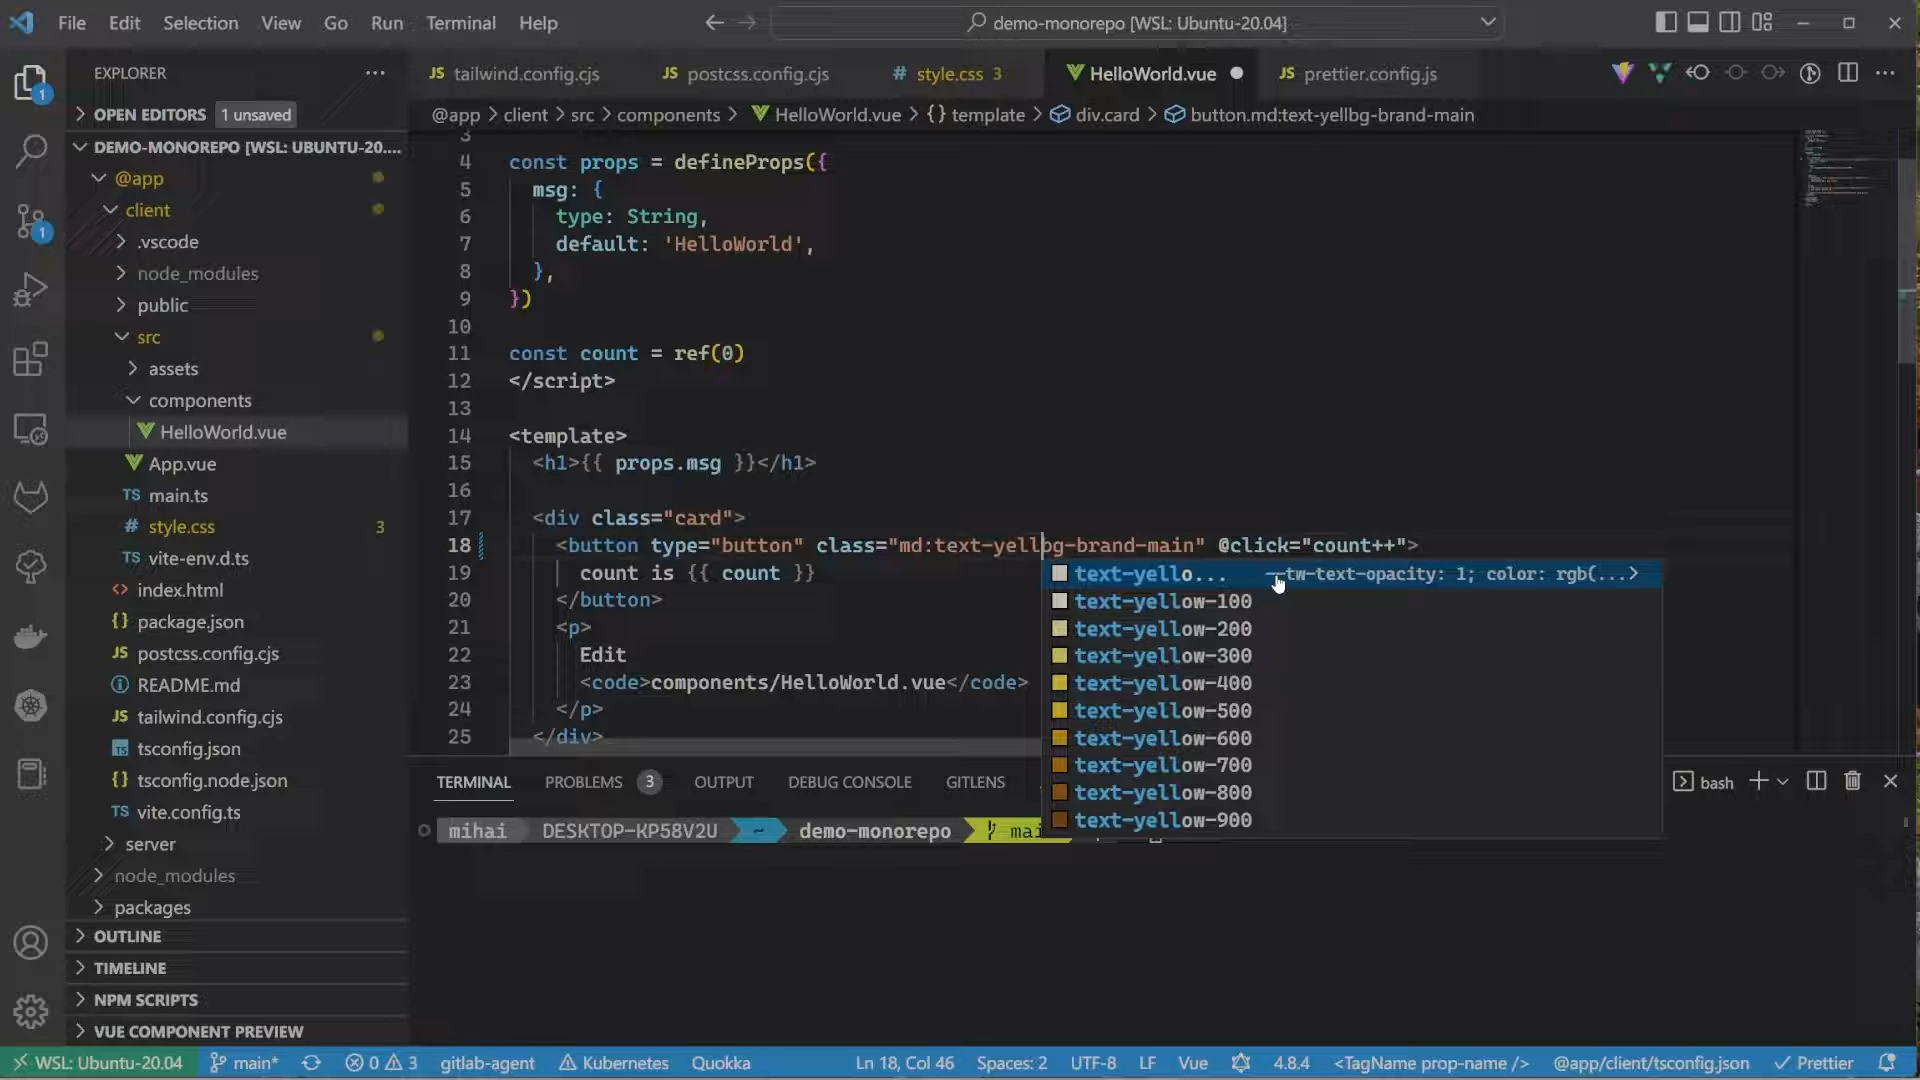 File Edit Selection View Go Run Terminal Help
demo-monorepo [WSL: Ubuntu-20.04]
EXPLORER
OPEN EDITORS 1 unsaved
DEMO-MONOREPO [WSL: UBUNTU-20....
@app
client
.vscode
node_modules
public
src
assets
components
HelloWorld.vue
App.vue
TS main.ts
# style.css 3
TS vite-env.d.ts
<> index.html
{} package.json
JS postcss.config.cjs
README.md
JS tailwind.config.cjs
TS tsconfig.json
{} tsconfig.node.json
TS vite.config.ts
server
node_modules
packages
OUTLINE
TIMELINE
NPM SCRIPTS
VUE COMPONENT PREVIEW
1
1
JS tailwind.config.cjs JS postcss.config.cjs # style.css 3 HelloWorld.vue JS prettier.config.js
@app > client > src > components > HelloWorld.vue > {} template > div.card > button.md:text-yellbg-brand-main
3
4 const props = defineProps({
5 msg: {
6 type: String,
7 default: 'HelloWorld',
8 },
9 })
10
11 const count = ref(0)
12 </script>
13
14 <template>
15 <h1>{{ props.msg }}</h1>
16
17 <div class="card">
18 <button type="button" class="md:text-yellbg-brand-main" @click="count++">
19 count is {{ count }}
20 </button>
21 <p>
22 Edit
23 <code>components/HelloWorld.vue</code>
24 </p>
25 </div>
text-yello... --tw-text-opacity: 1; color: rgb(...>
text-yellow-100
text-yellow-200
text-yellow-300
text-yellow-400
text-yellow-500
text-yellow-600
text-yellow-700
text-yellow-800
text-yellow-900
TERMINAL PROBLEMS 3 OUTPUT DEBUG CONSOLE GITLENS
bash
mihai DESKTOP-KP58V2U ~ demo-monorepo mai
WSL: Ubuntu-20.04 main* 0 3 gitlab-agent Kubernetes Quokka Ln 18, Col 46 Spaces: 2 UTF-8 LF Vue 4.8.4 <TagName prop-name /> @app/client/tsconfig.json Prettier